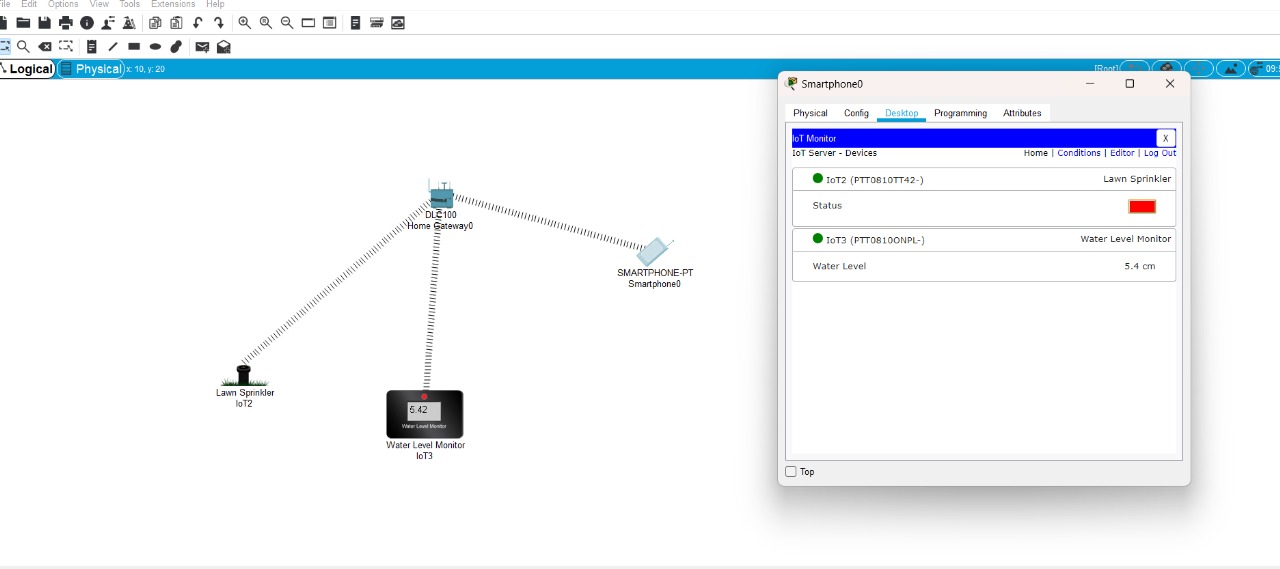 File Edit Options View Tools Extensions Help
Logical Physical x: 10, y: 20 [Root]
Smartphone0
Physical Config Desktop Programming Attributes
IoT Monitor X
IoT Server - Devices Home | Conditions | Editor | Log Out
IoT2 (PTT0810TT42-) Lawn Sprinkler
Status
IoT3 (PTT0810ONPL-) Water Level Monitor
Water Level 5.4 cm
Top
DLC100
Home Gateway0
SMARTPHONE-PT
Smartphone0
Lawn Sprinkler
IoT2
5.42
Water Level Monitor
Water Level Monitor
IoT3